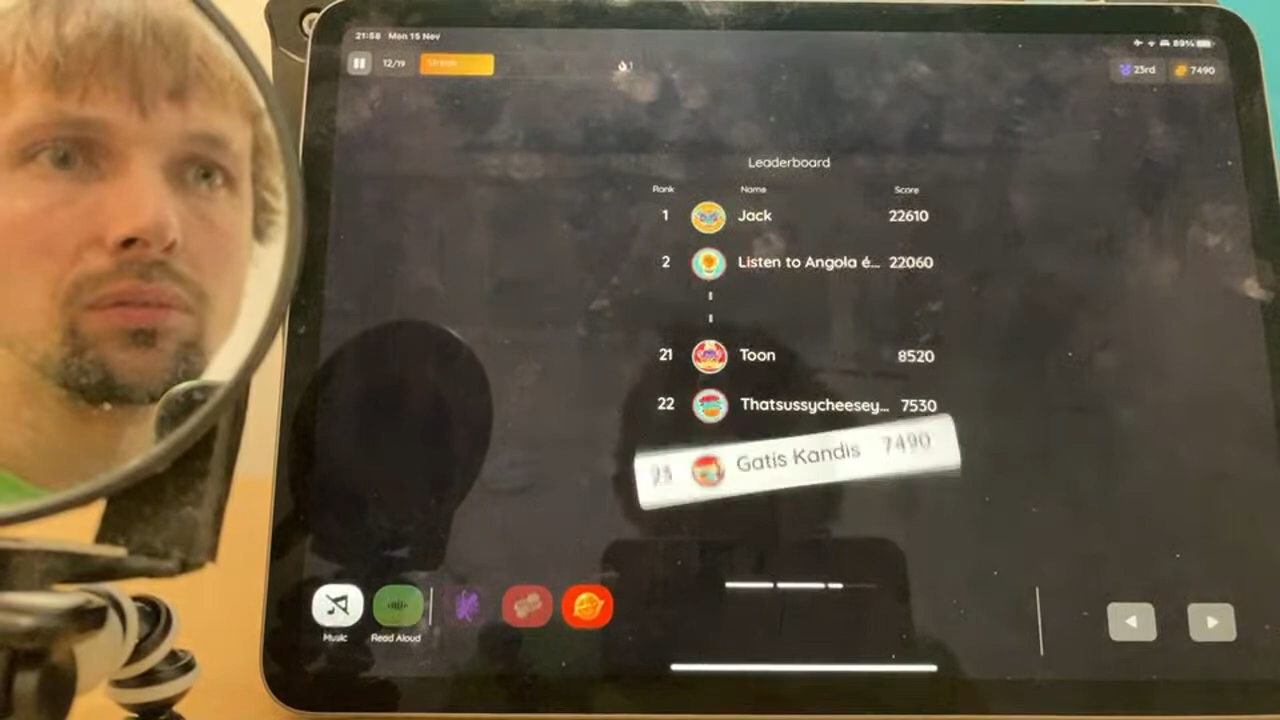 21:58 Mon 15 Nov
89%
12/19
Streak
1
23rd
7490
Leaderboard
Rank Name Score
1 Jack 22610
2 Listen to Angola é... 22060
21 Toon 8520
22 Thatsussycheesey... 7530
Gatis Kandis 7490
Music
Read Aloud